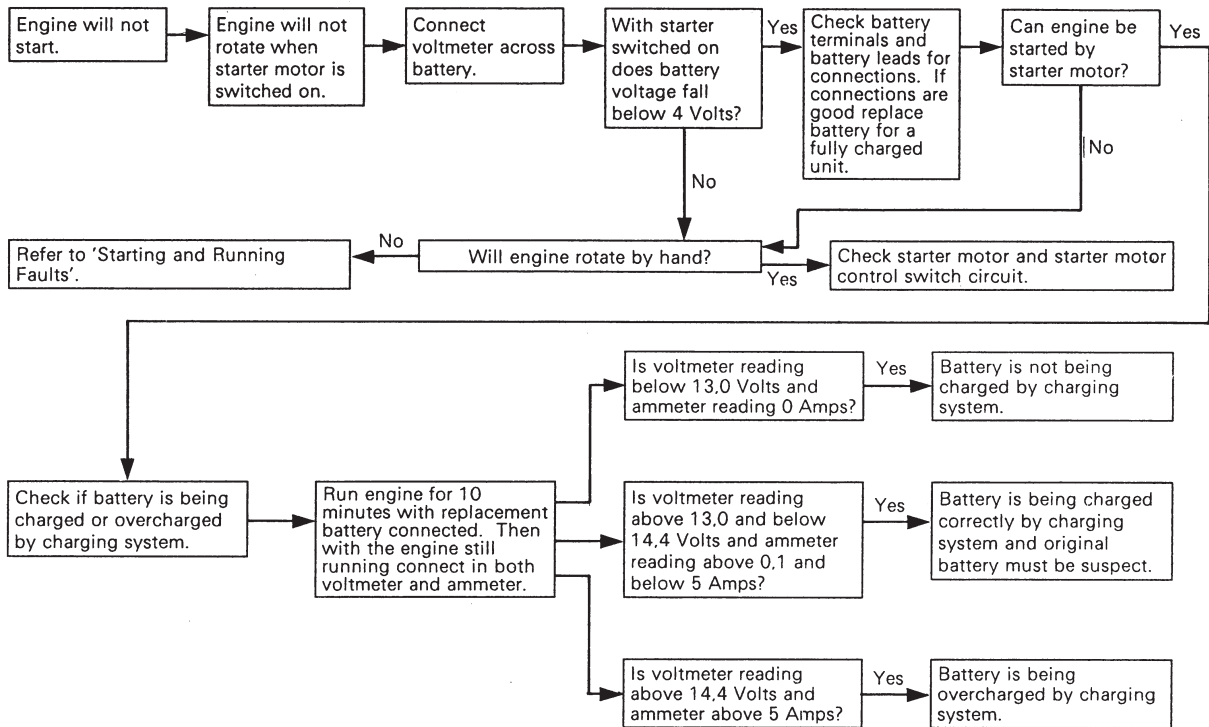 Engine will not
start.
Engine will not
rotate when
starter motor is
switched on.
Connect
voltmeter across
battery.
With starter
switched on
does battery
voltage fall
below 4 Volts?
Yes
Check battery
terminals and
battery leads for
connections. If
connections are
good replace
battery for a
fully charged
unit.
Can engine be
started by
starter motor?
Yes
No
No
Refer to 'Starting and Running
Faults'.
No
Will engine rotate by hand?
Yes
Check starter motor and starter motor
control switch circuit.
Is voltmeter reading
below 13,0 Volts and
ammeter reading 0 Amps?
Yes
Battery is not being
charged by charging
system.
Check if battery is being
charged or overcharged
by charging system.
Run engine for 10
minutes with replacement
battery connected. Then
with the engine still
running connect in both
voltmeter and ammeter.
Is voltmeter reading
above 13,0 and below
14,4 Volts and ammeter
reading above 0,1 and
below 5 Amps?
Yes
Battery is being charged
correctly by charging
system and original
battery must be suspect.
Is voltmeter reading
above 14,4 Volts and
ammeter above 5 Amps?
Yes
Battery is being
overcharged by charging
system.